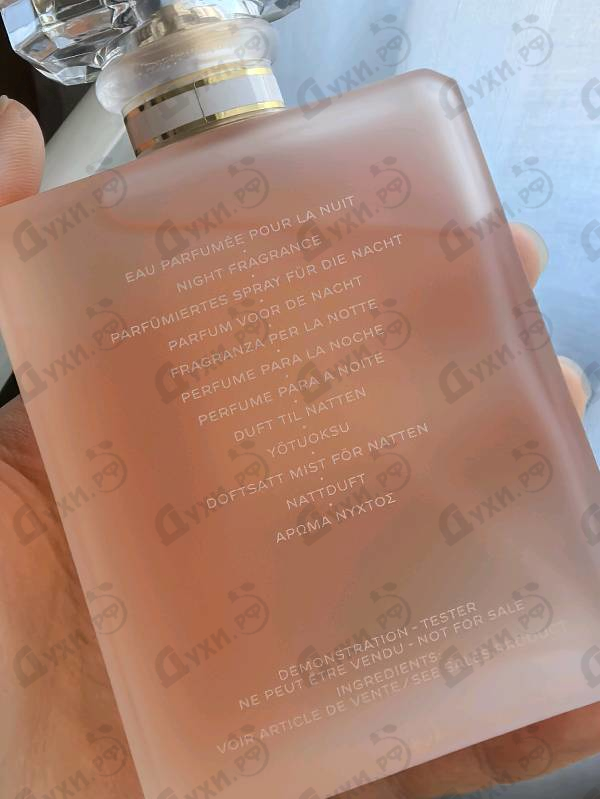 EAU PARFUMÉE POUR LA NUIT
NIGHT FRAGRANCE
PARFÜMIERTES SPRAY FÜR DIE NACHT
PARFUM VOOR DE NACHT
FRAGRANZA PER LA NOTTE
PERFUME PARA LA NOCHE
PERFUME PARA A NOITE
DUFT TIL NATTEN
YÖTUOKSU
DOFTSATT MIST FÖR NATTEN
NATTDUFT
ΑΡΩΜΑ ΝΥΧΤΟΣ
DEMONSTRATION - TESTER
NE PEUT ÊTRE VENDU - NOT FOR SALE
INGREDIENTS:
VOIR ARTICLE DE VENTE / SEE SALES PRODUCT
Духи.рф